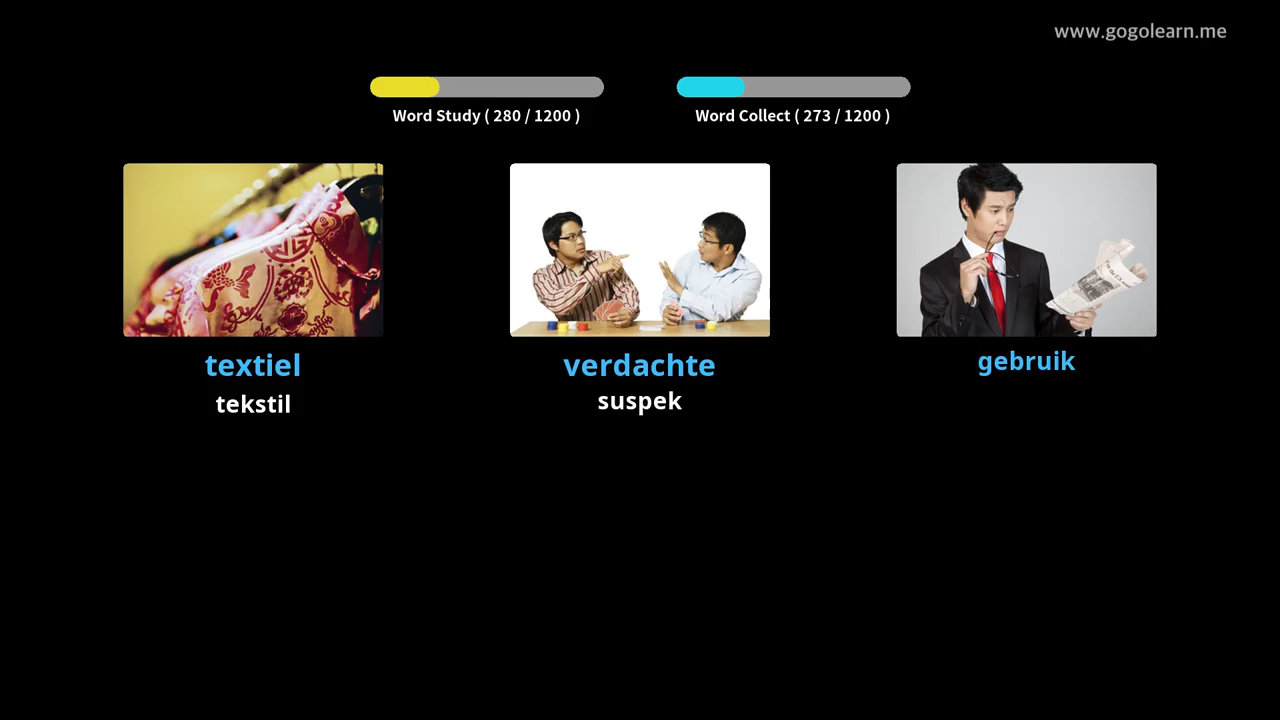 www.gogolearn.me
Word Study ( 280 / 1200 )
Word Collect ( 273 / 1200 )
textiel
tekstil
verdachte
suspek
gebruik